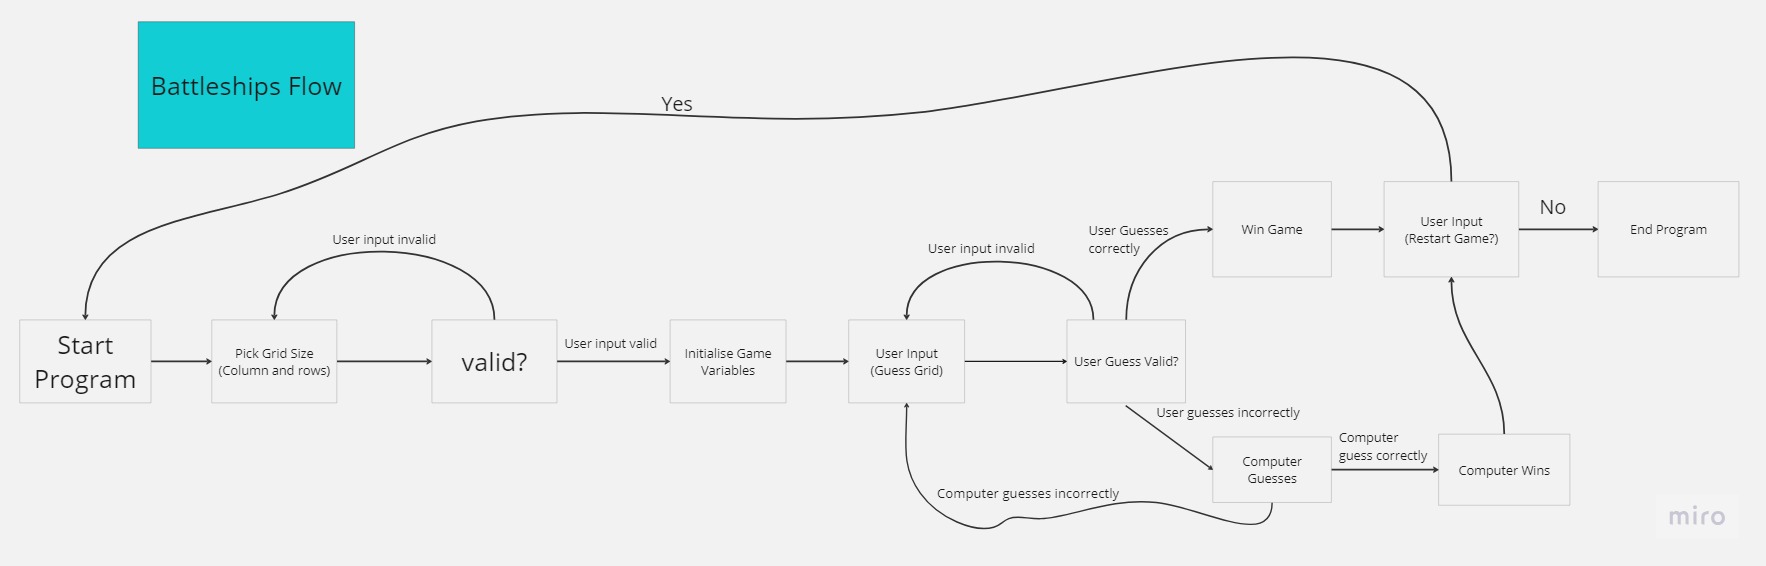 Battleships Flow
Yes
No
User Input
(Restart Game?)
End Program
Win Game
User Guesses
correctly
User input invalid
User input invalid
Start
Program
Pick Grid Size
(Column and rows)
valid?
User input valid
Initialise Game
Variables
User Input
(Guess Grid)
User Guess Valid?
User guesses incorrectly
Computer
guess correctly
Computer
Guesses
Computer Wins
Computer guesses incorrectly
miro